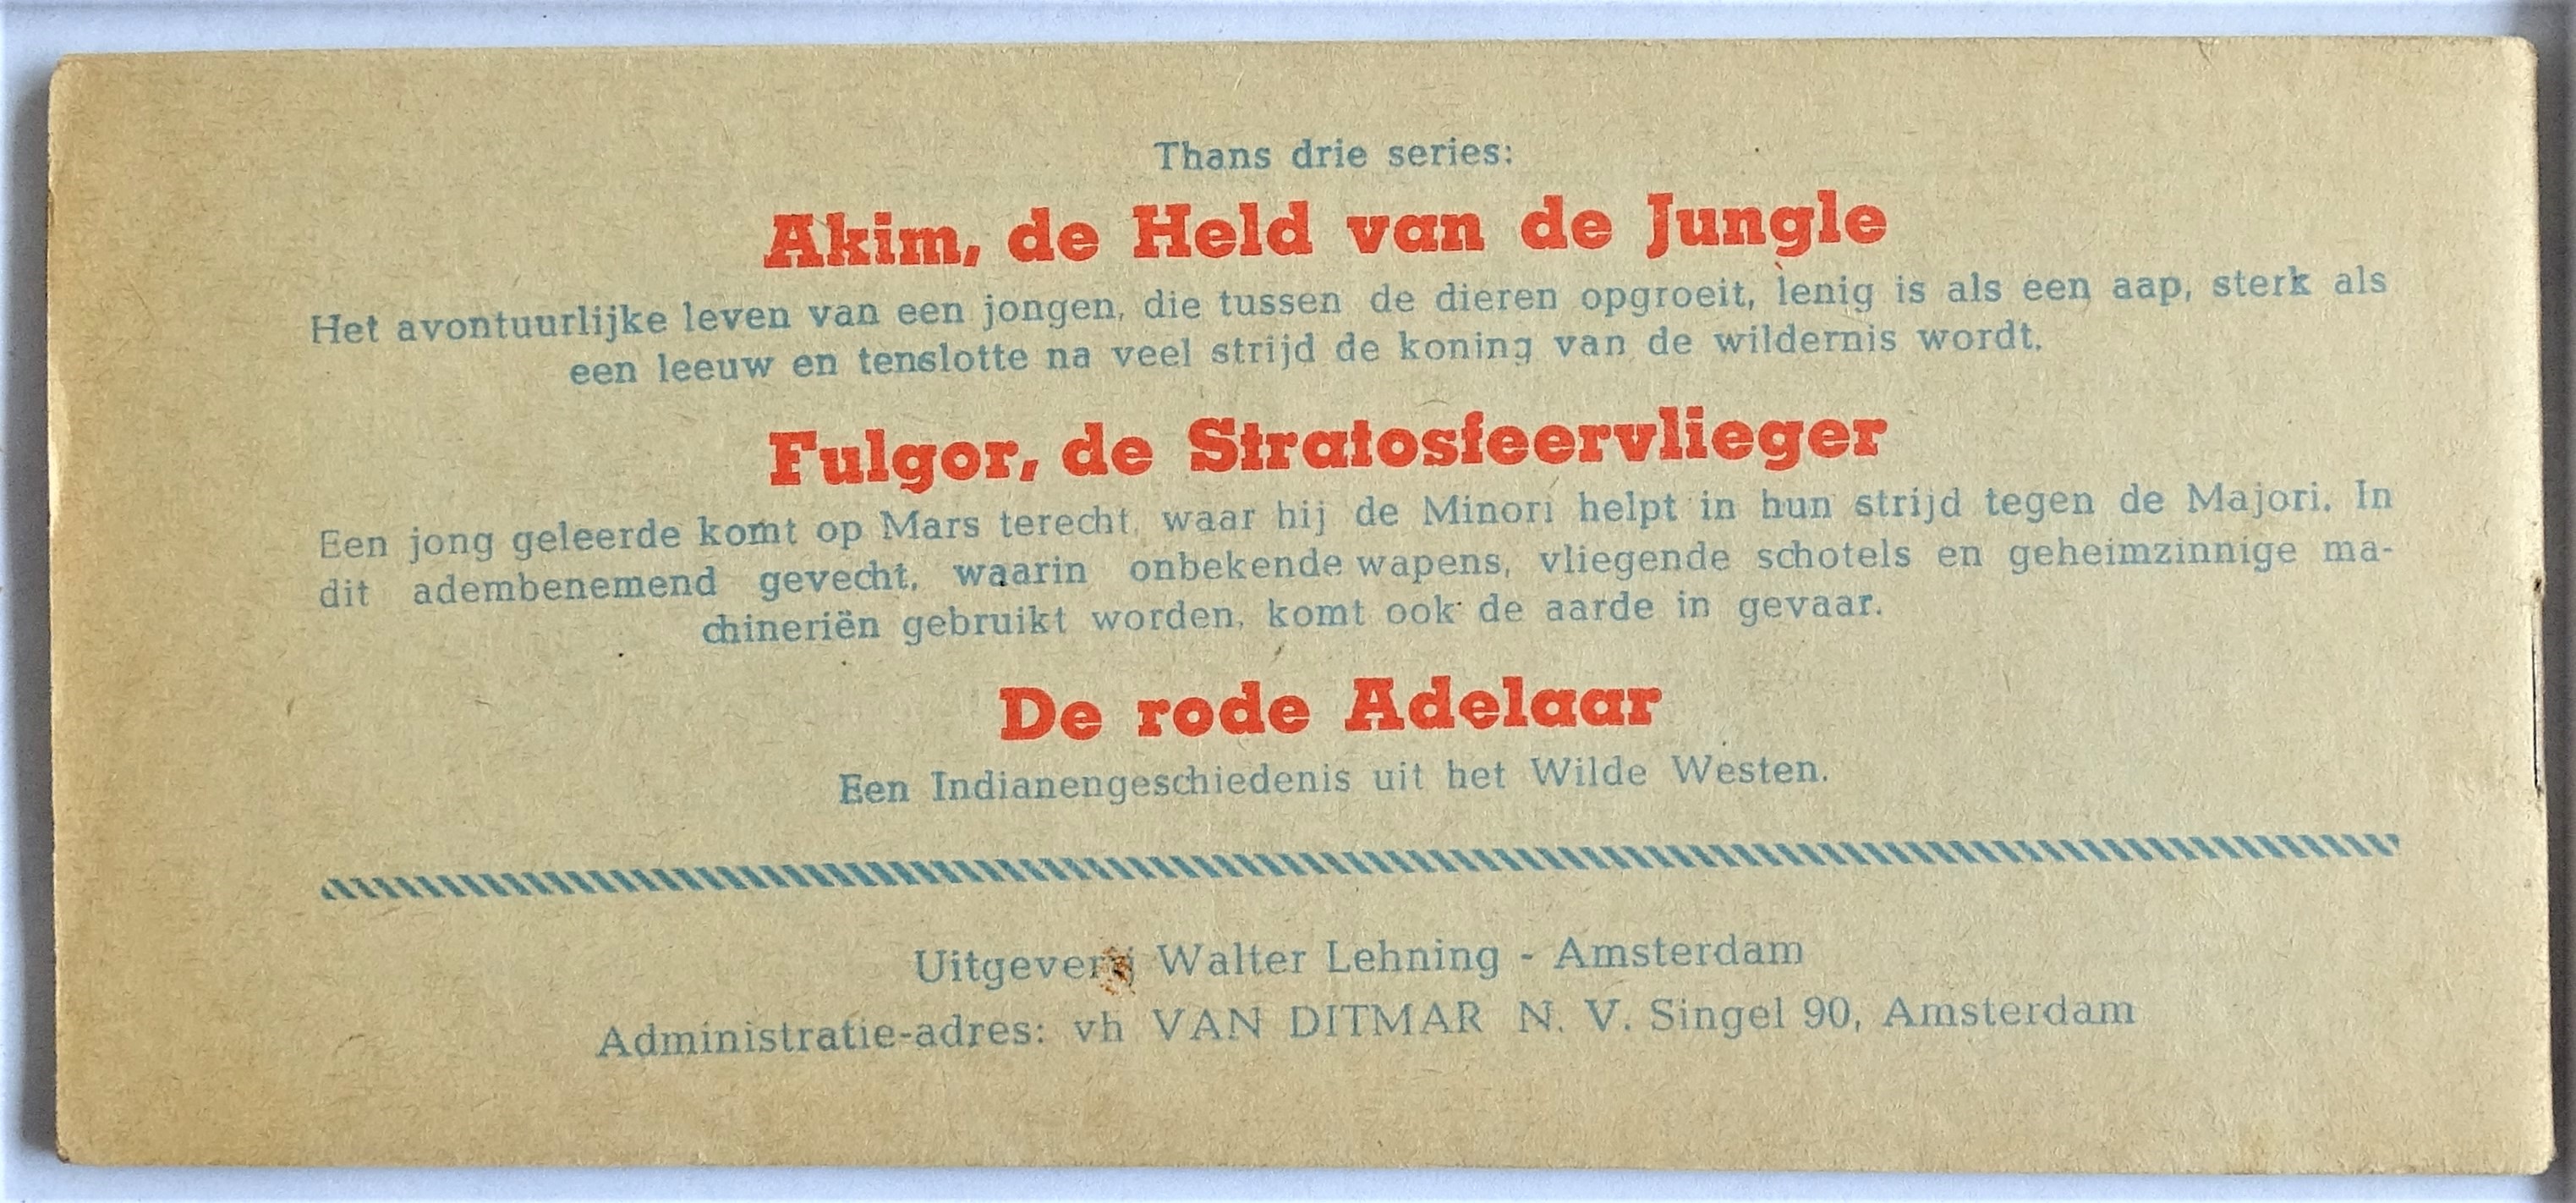 Thans drie series:
Akim, de Held van de Jungle
Het avontuurlijke leven van een jongen, die tussen de dieren opgroeit, lenig is als een aap, sterk als
een leeuw en tenslotte na veel strijd de koning van de wildernis wordt.
Fulgor, de Stratosfeervlieger
Een jong geleerde komt op Mars terecht, waar hij de Minori helpt in hun strijd tegen de Majori. In
dit adembenemend gevecht, waarin onbekende wapens, vliegende schotels en geheimzinnige ma-
chineriën gebruikt worden, komt ook de aarde in gevaar.
De rode Adelaar
Een Indianengeschiedenis uit het Wilde Westen.
Uitgeverij Walter Lehning - Amsterdam
Administratie-adres: vh VAN DITMAR N. V. Singel 90, Amsterdam